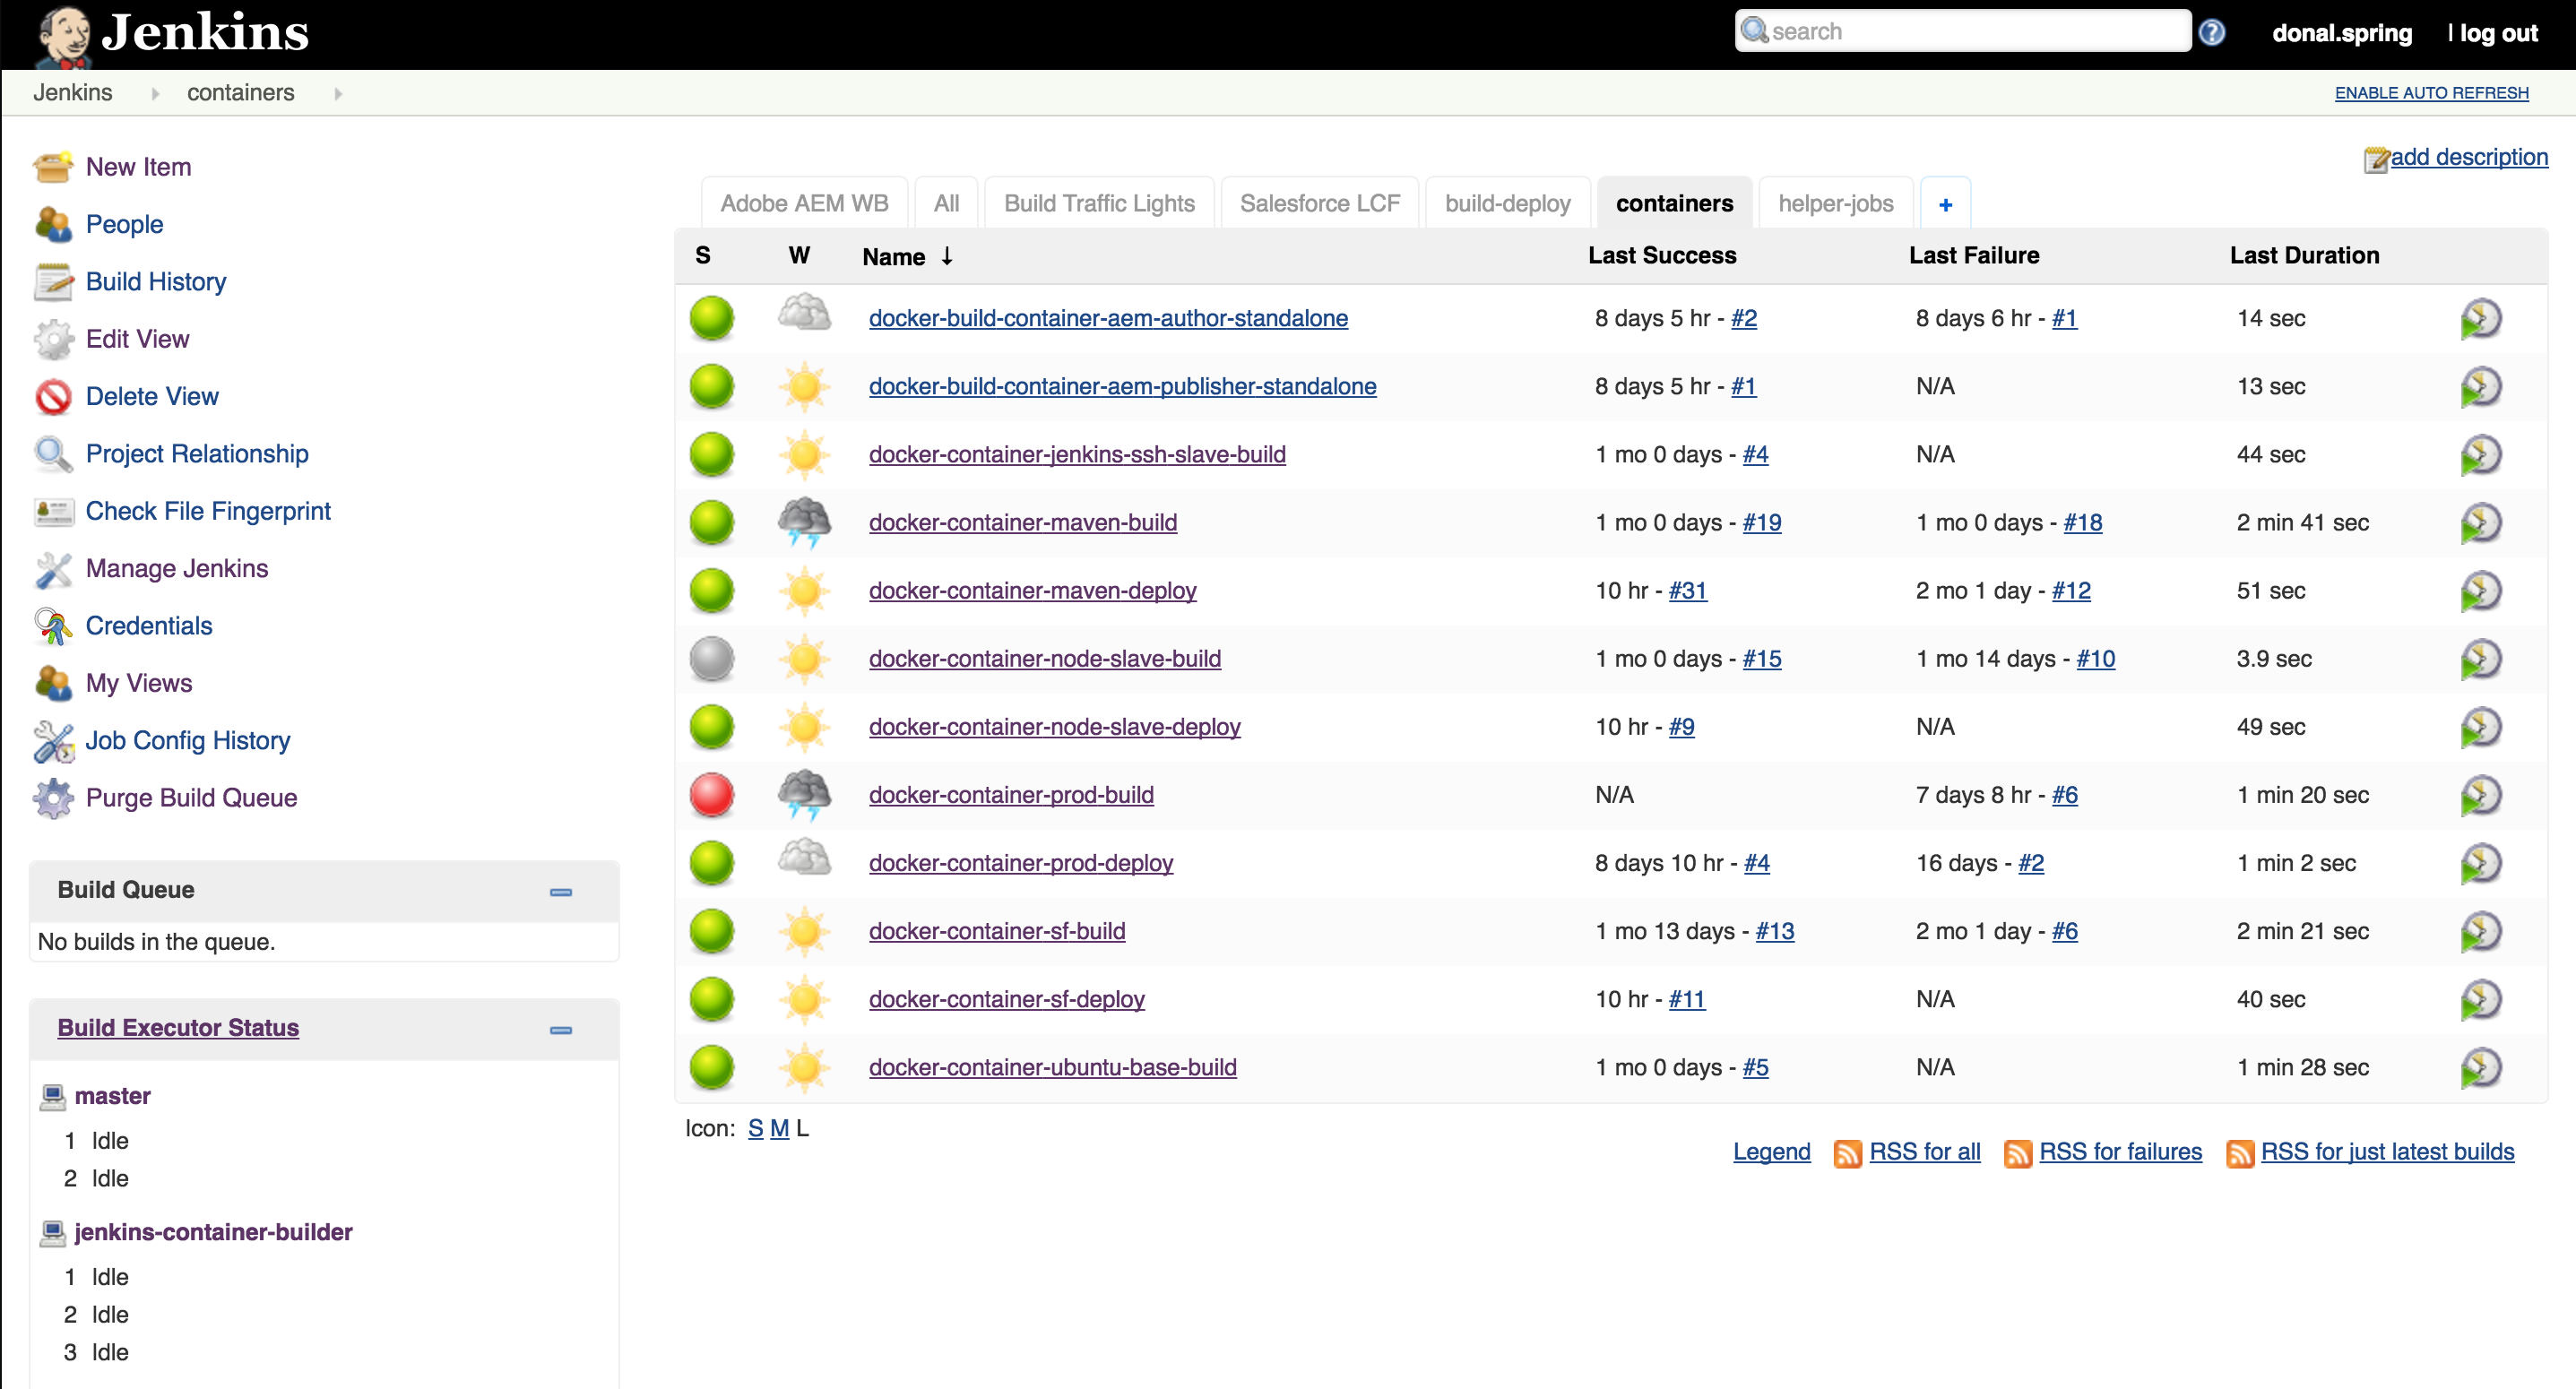 Jenkins
search
donal.spring | log out
Jenkins containers
ENABLE AUTO REFRESH
New Item
People
Build History
Edit View
Delete View
Project Relationship
Check File Fingerprint
Manage Jenkins
Credentials
My Views
Job Config History
Purge Build Queue
Build Queue
No builds in the queue.
Build Executor Status
master
1 Idle
2 Idle
jenkins-container-builder
1 Idle
2 Idle
3 Idle
add description
Adobe AEM WB All Build Traffic Lights Salesforce LCF build-deploy containers helper-jobs +
S W Name ↓ Last Success Last Failure Last Duration
docker-build-container-aem-author-standalone 8 days 5 hr - #2 8 days 6 hr - #1 14 sec
docker-build-container-aem-publisher-standalone 8 days 5 hr - #1 N/A 13 sec
docker-container-jenkins-ssh-slave-build 1 mo 0 days - #4 N/A 44 sec
docker-container-maven-build 1 mo 0 days - #19 1 mo 0 days - #18 2 min 41 sec
docker-container-maven-deploy 10 hr - #31 2 mo 1 day - #12 51 sec
docker-container-node-slave-build 1 mo 0 days - #15 1 mo 14 days - #10 3.9 sec
docker-container-node-slave-deploy 10 hr - #9 N/A 49 sec
docker-container-prod-build N/A 7 days 8 hr - #6 1 min 20 sec
docker-container-prod-deploy 8 days 10 hr - #4 16 days - #2 1 min 2 sec
docker-container-sf-build 1 mo 13 days - #13 2 mo 1 day - #6 2 min 21 sec
docker-container-sf-deploy 10 hr - #11 N/A 40 sec
docker-container-ubuntu-base-build 1 mo 0 days - #5 N/A 1 min 28 sec
Icon: S M L
Legend RSS for all RSS for failures RSS for just latest builds